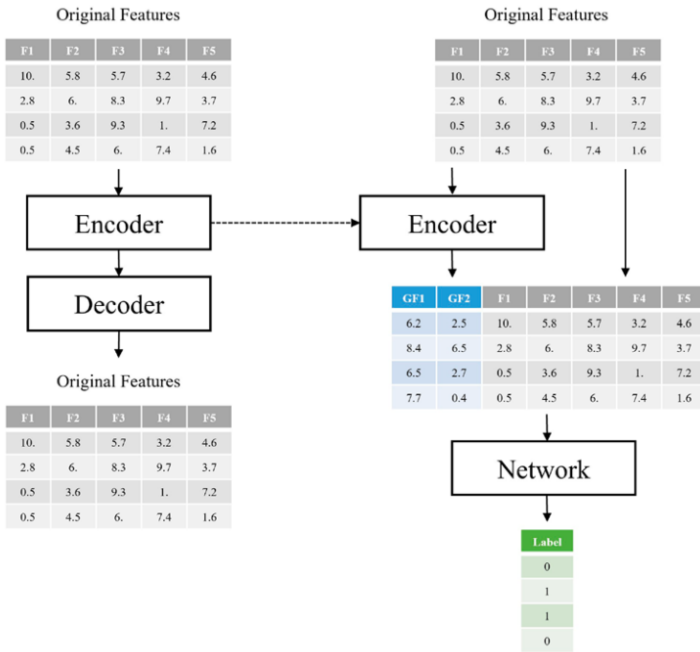 Original Features
F1 F2 F3 F4 F5
10. 5.8 5.7 3.2 4.6
2.8 6. 8.3 9.7 3.7
0.5 3.6 9.3 1. 7.2
0.5 4.5 6. 7.4 1.6
Encoder
Decoder
Original Features
F1 F2 F3 F4 F5
10. 5.8 5.7 3.2 4.6
2.8 6. 8.3 9.7 3.7
0.5 3.6 9.3 1. 7.2
0.5 4.5 6. 7.4 1.6
Original Features
F1 F2 F3 F4 F5
10. 5.8 5.7 3.2 4.6
2.8 6. 8.3 9.7 3.7
0.5 3.6 9.3 1. 7.2
0.5 4.5 6. 7.4 1.6
Encoder
GF1 GF2 F1 F2 F3 F4 F5
6.2 2.5 10. 5.8 5.7 3.2 4.6
8.4 6.5 2.8 6. 8.3 9.7 3.7
6.5 2.7 0.5 3.6 9.3 1. 7.2
7.7 0.4 0.5 4.5 6. 7.4 1.6
Network
Label
0
1
1
0